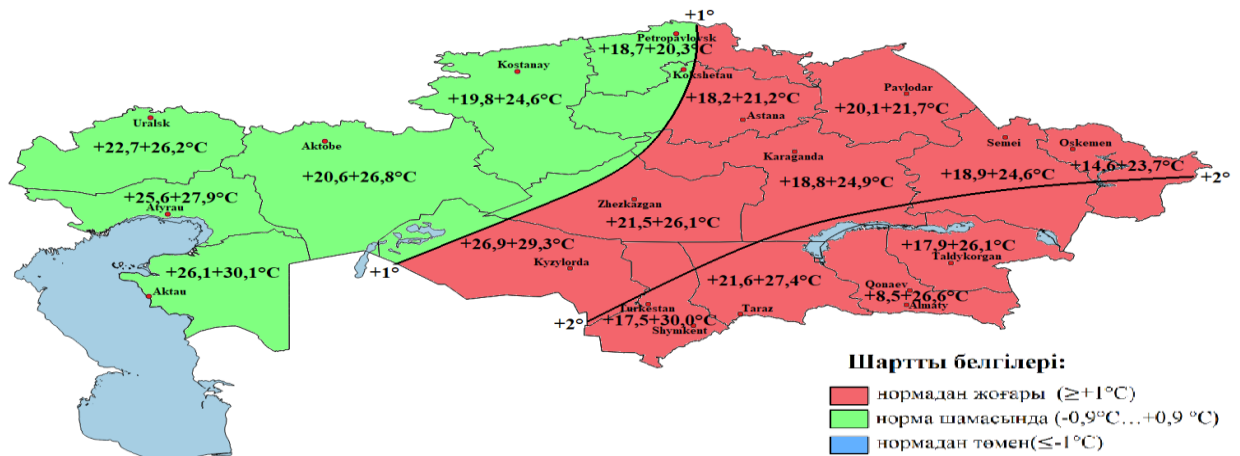 +1°
Petropavlovsk
+18,7+20,3°C
Kostanay
Kokshetau
+19,8+24,6°C
+18,2+21,2°C
Pavlodar
+20,1+21,7°C
Astana
Uralsk
+22,7+26,2°C
Aktobe
+20,6+26,8°C
Karaganda
+18,8+24,9°C
Semei
Oskemen
+14,6+23,7°C
+18,9+24,6°C
+2°
+25,6+27,9°C
Atyrau
Zhezkazgan
+21,5+26,1°C
+26,9+29,3°C
Kyzylorda
+17,9+26,1°C
Taldykorgan
+26,1+30,1°C
Aktau
+1°
+21,6+27,4°C
Qonaev
+8,5+26,6°C
Almaty
Turkestan
+2°
+17,5+30,0°C
Taraz
Shymkent
Шартты белгілері:
нормадан жоғары (≥+1°C)
норма шамасында (-0,9°C...+0,9 °C)
нормадан төмен(≤-1°C)